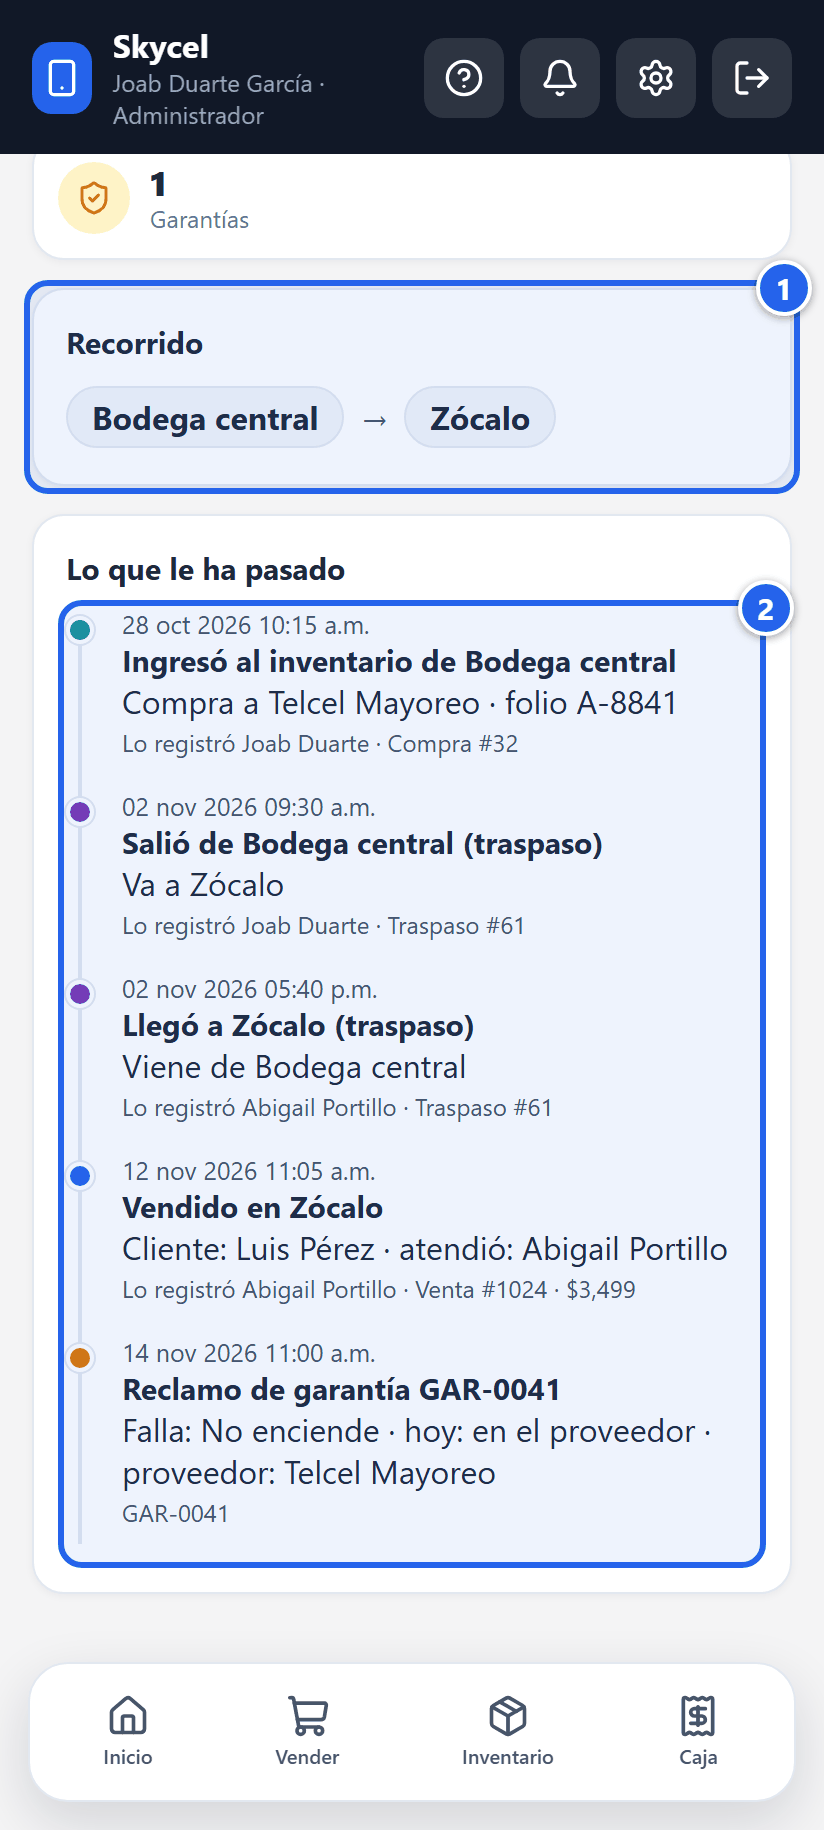 Skycel
Joab Duarte García ·
Administrador
1
Garantías
1
Recorrido
Bodega central → Zócalo
Lo que le ha pasado
2
28 oct 2026 10:15 a.m.
Ingresó al inventario de Bodega central
Compra a Telcel Mayoreo · folio A-8841
Lo registró Joab Duarte · Compra #32
02 nov 2026 09:30 a.m.
Salió de Bodega central (traspaso)
Va a Zócalo
Lo registró Joab Duarte · Traspaso #61
02 nov 2026 05:40 p.m.
Llegó a Zócalo (traspaso)
Viene de Bodega central
Lo registró Abigail Portillo · Traspaso #61
12 nov 2026 11:05 a.m.
Vendido en Zócalo
Cliente: Luis Pérez · atendió: Abigail Portillo
Lo registró Abigail Portillo · Venta #1024 · $3,499
14 nov 2026 11:00 a.m.
Reclamo de garantía GAR-0041
Falla: No enciende · hoy: en el proveedor ·
proveedor: Telcel Mayoreo
GAR-0041
Inicio
Vender
Inventario
Caja